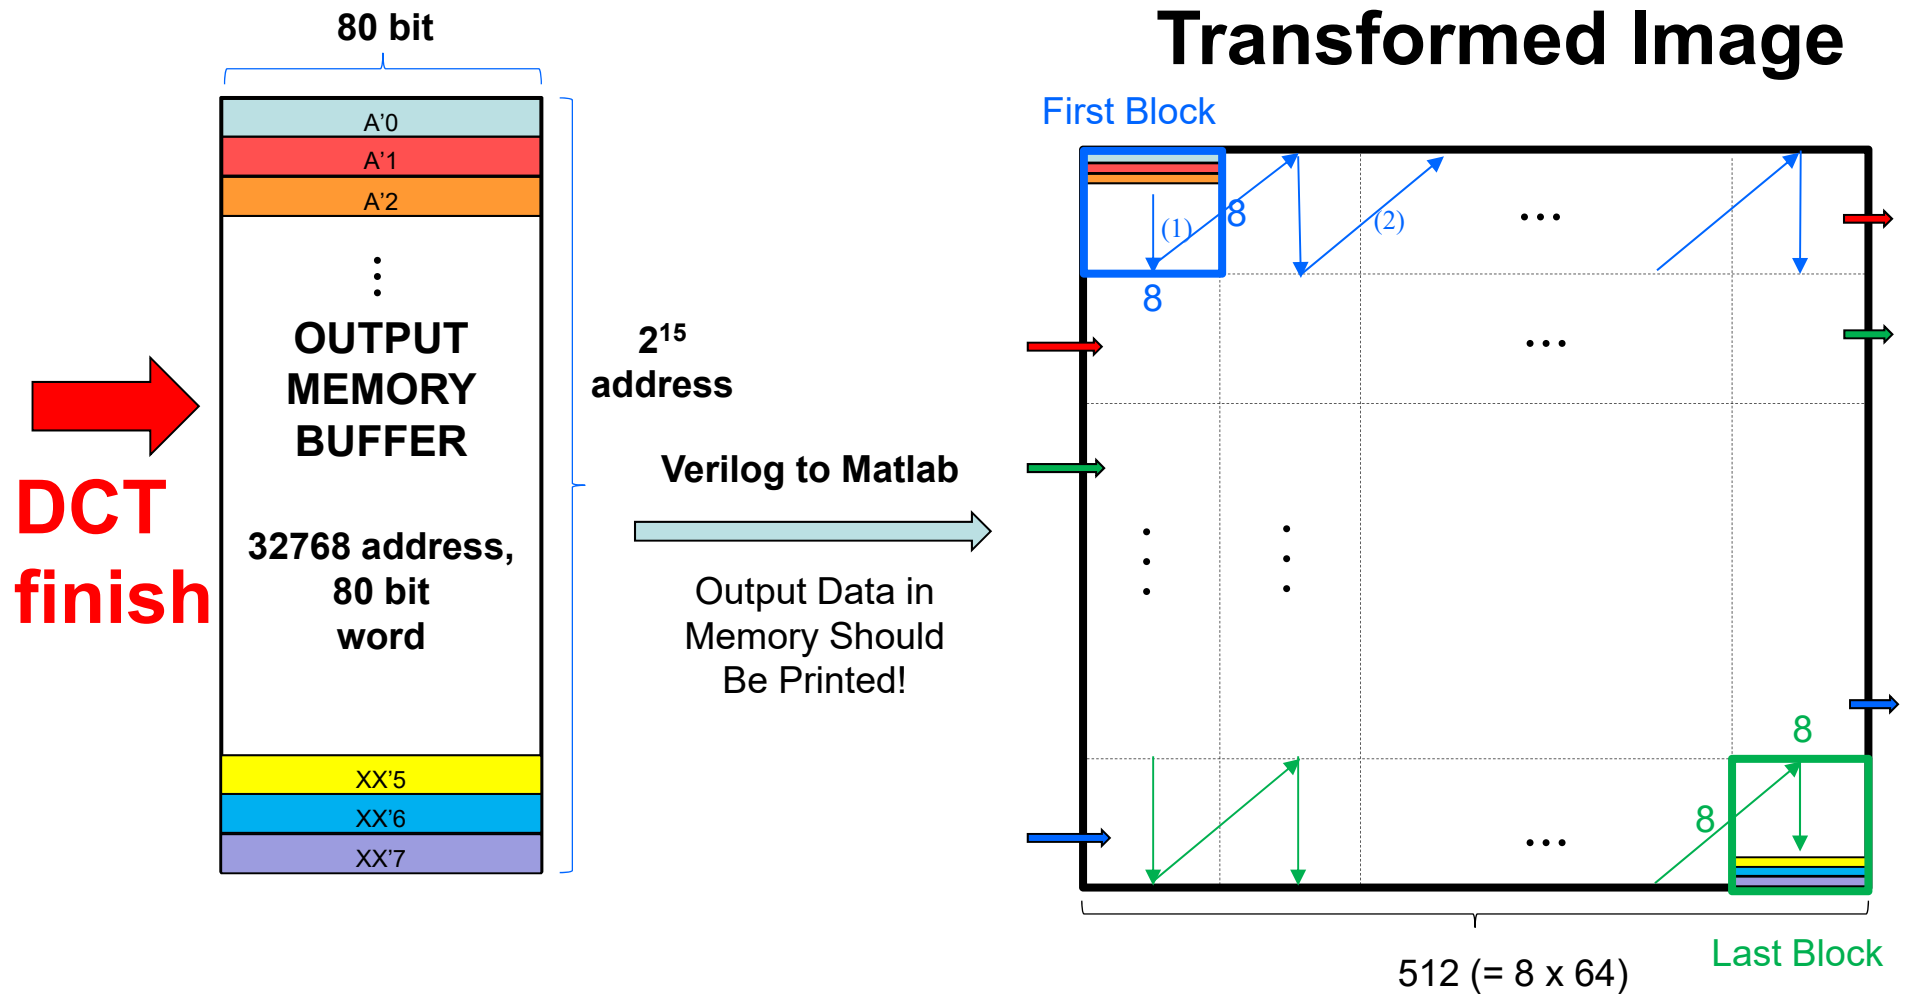 80 bit
A'0
A'1
A'2
OUTPUT
MEMORY
BUFFER
32768 address,
80 bit
word
XX'5
XX'6
XX'7
DCT
finish
2¹⁵
address
Verilog to Matlab
Output Data in
Memory Should
Be Printed!
Transformed Image
First Block
(1)
8
(2)
...
8
...
8
8
...
512 (= 8 x 64)
Last Block